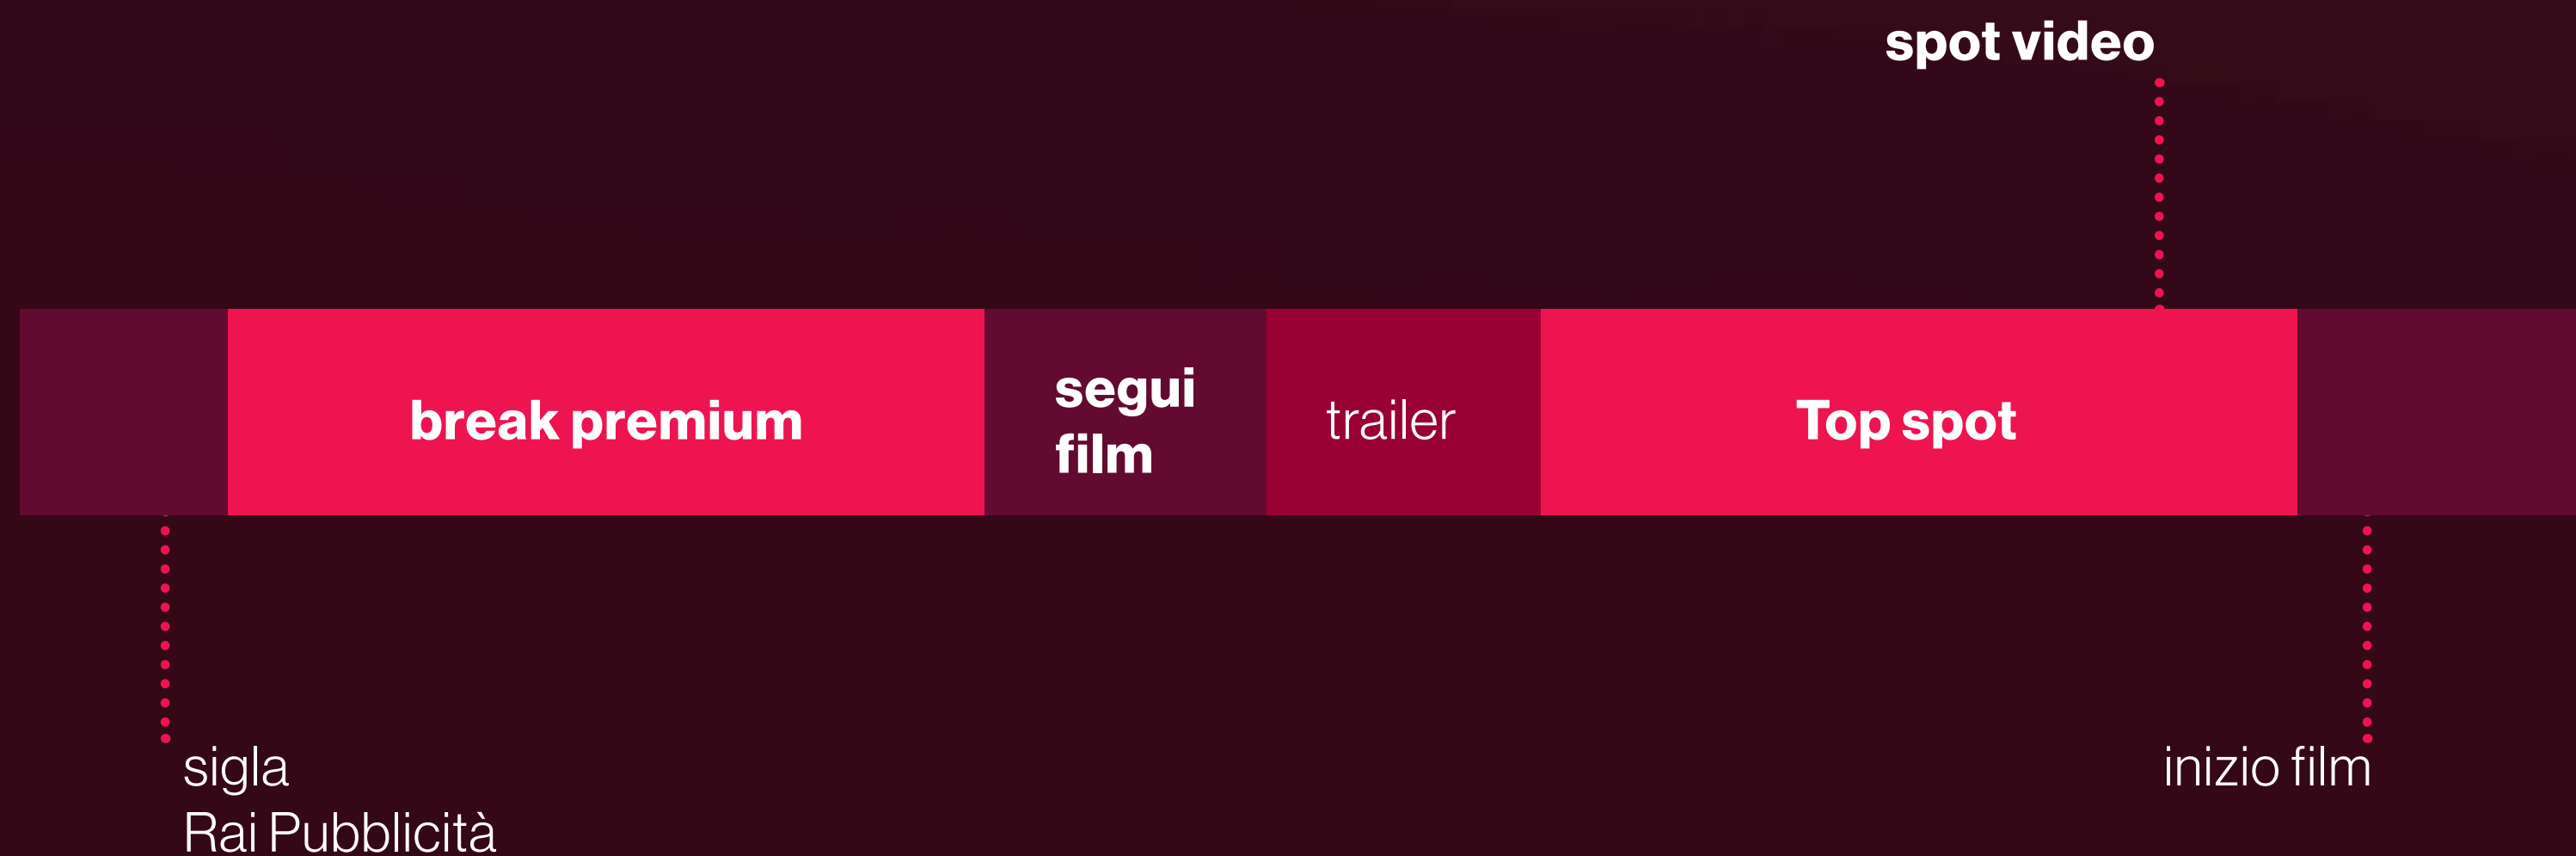 spot video
break premium
segui
film
trailer
Top spot
sigla
Rai Pubblicità
inizio film